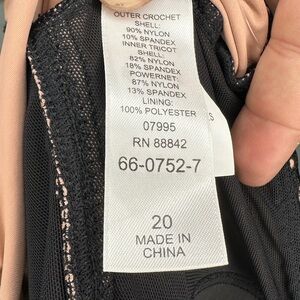 OUTER CROCHET
SHELL:
90% NYLON
10% SPANDEX
INNER TRICOT
SHELL:
82% NYLON
18% SPANDEX
POWERNET:
87% NYLON
13% SPANDEX
LINING:
100% POLYESTER
07995
RN 88842
66-0752-7
20
MADE IN
CHINA